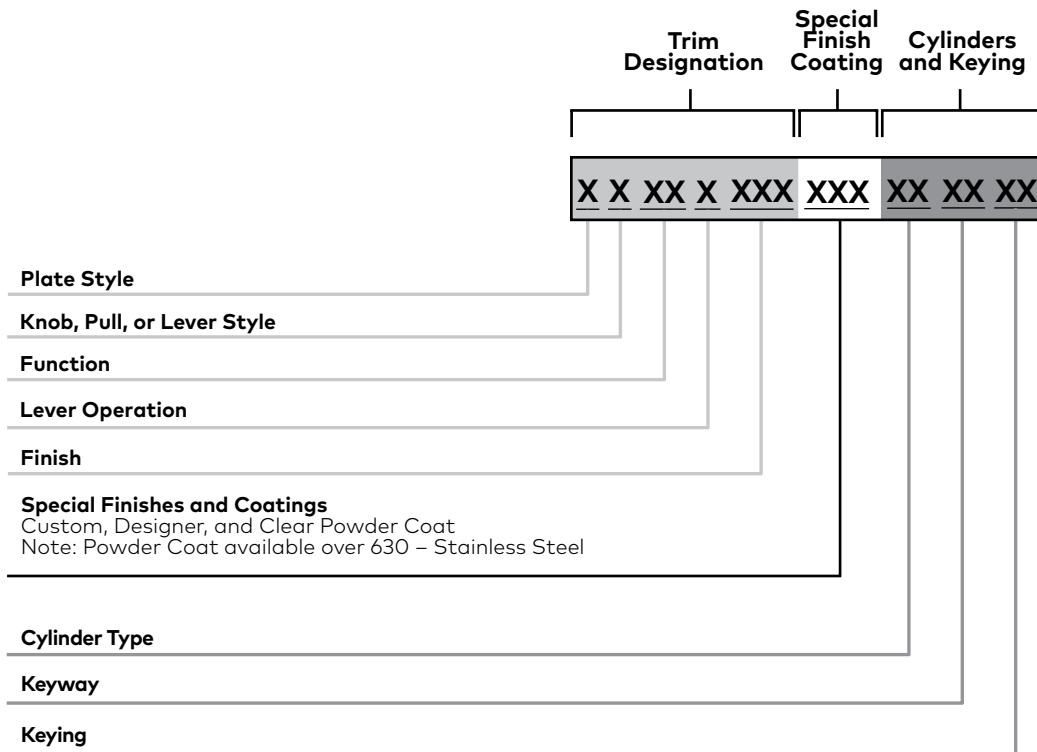 Trim
Designation
Special
Finish
Coating
Cylinders
and Keying
X X XX X XXX XXX XX XX XX
Plate Style
Knob, Pull, or Lever Style
Function
Lever Operation
Finish
Special Finishes and Coatings
Custom, Designer, and Clear Powder Coat
Note: Powder Coat available over 630 – Stainless Steel
Cylinder Type
Keyway
Keying